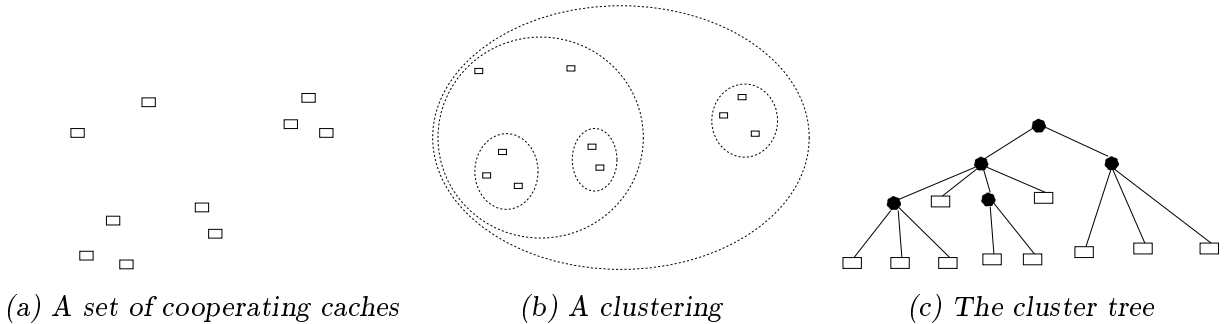 (a) A set of cooperating caches
(b) A clustering
(c) The cluster tree